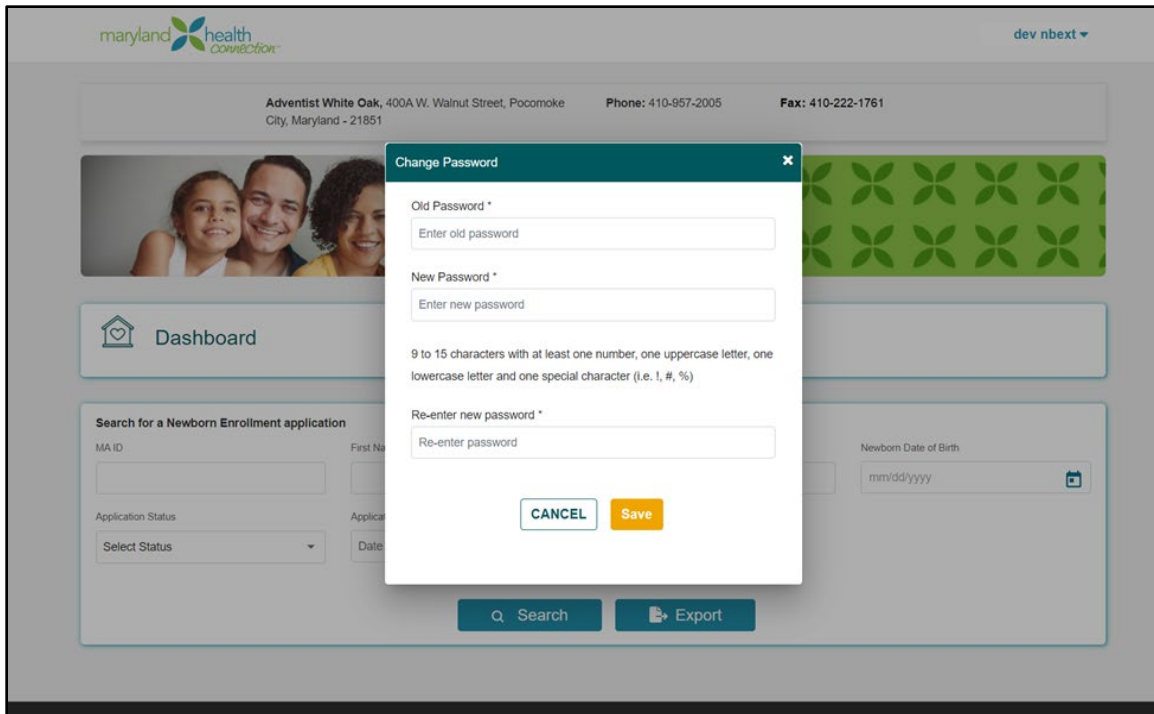 maryland health
connection
dev nbext
Adventist White Oak, 400A W. Walnut Street, Pocomoke
City, Maryland - 21851
Phone: 410-957-2005
Fax: 410-222-1761
Change Password
Old Password *
Enter old password
New Password *
Enter new password
9 to 15 characters with at least one number, one uppercase letter, one
lowercase letter and one special character (i.e. !, #, %)
Re-enter new password *
Re-enter password
CANCEL
Save
Dashboard
Search for a Newborn Enrollment application
MA ID
First Na
Newborn Date of Birth
mm/dd/yyyy
Application Status
Applicat
Select Status
Date
Search
Export